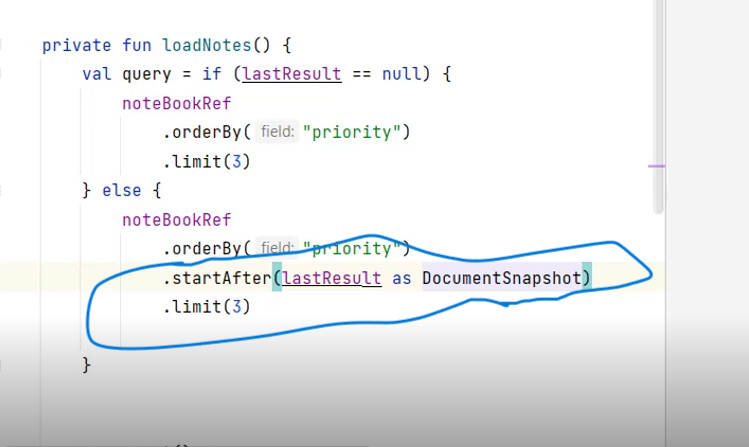 private fun loadNotes() {
val query = if (lastResult == null) {
noteBookRef
.orderBy( field: "priority")
.limit(3)
} else {
noteBookRef
.orderBy( field: "priority")
.startAfter(lastResult as DocumentSnapshot)
.limit(3)
}